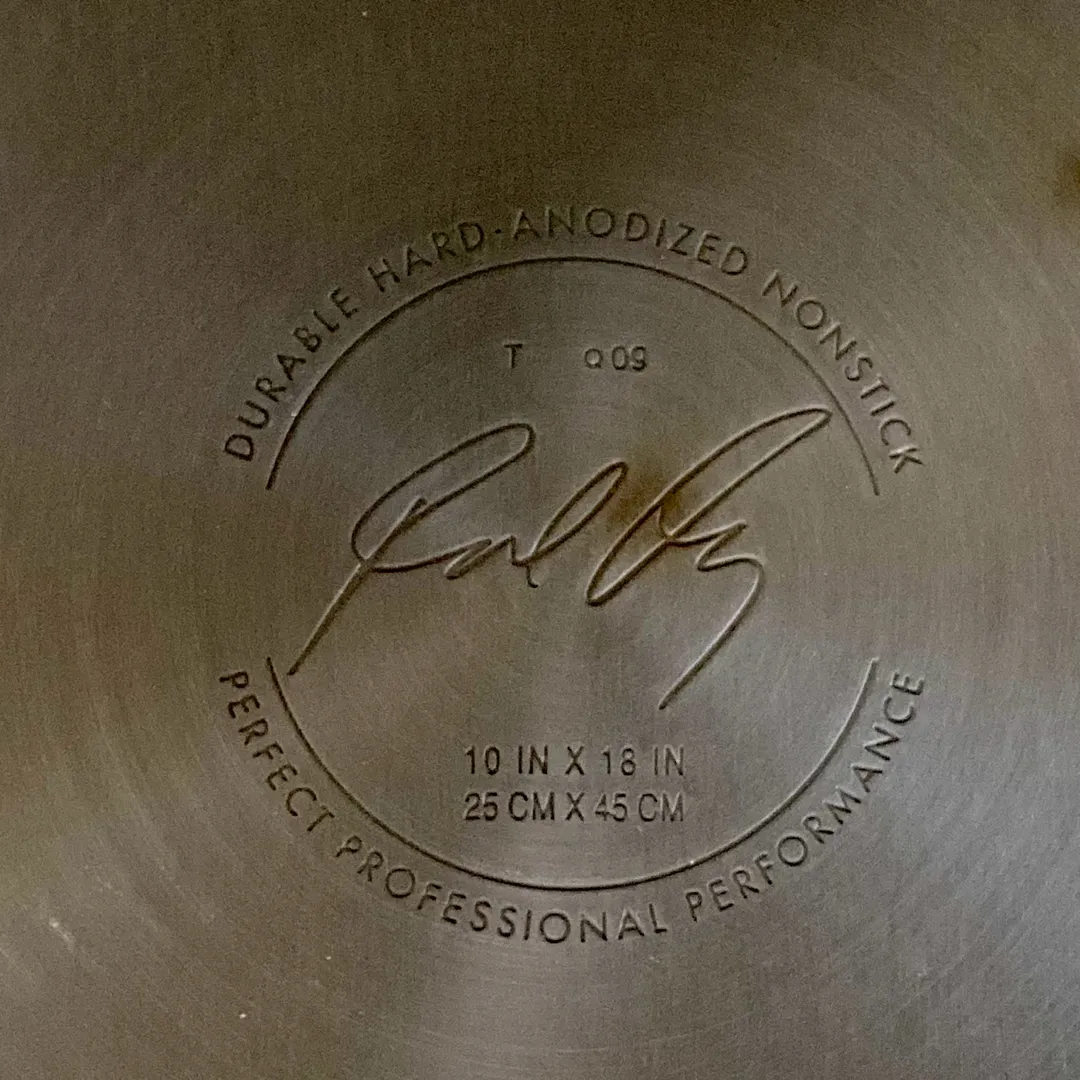 DURABLE HARD-ANODIZED NONSTICK
T Q09
10 IN X 18 IN
25 CM X 45 CM
PERFECT PROFESSIONAL PERFORMANCE